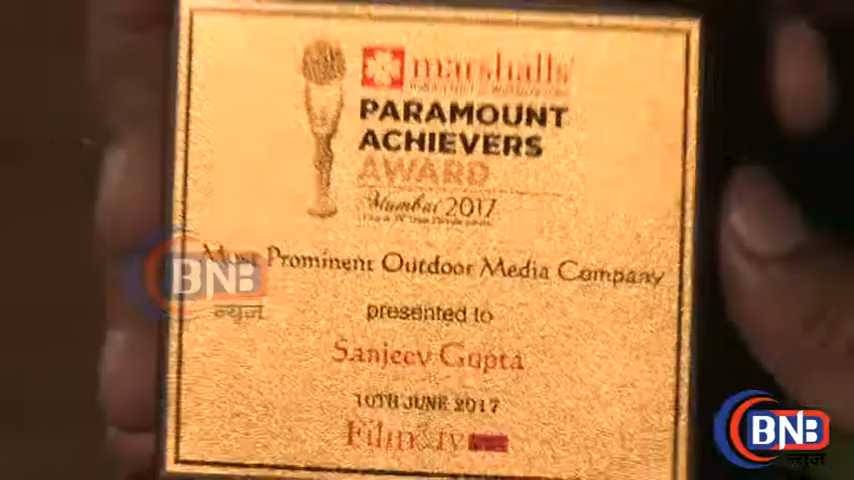 marshalls
PARAMOUNT
ACHIEVERS
AWARD
Mumbai 2017
Most Prominent Outdoor Media Company
presented to
Sanjeev Gupta
10TH JUNE 2017
BNB
न्यूज
BNB
न्यूज